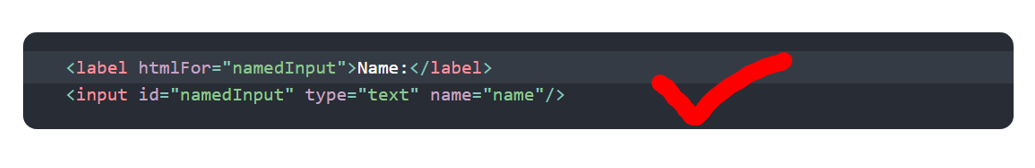 <label htmlFor="namedInput">Name:</label>
<input id="namedInput" type="text" name="name"/>